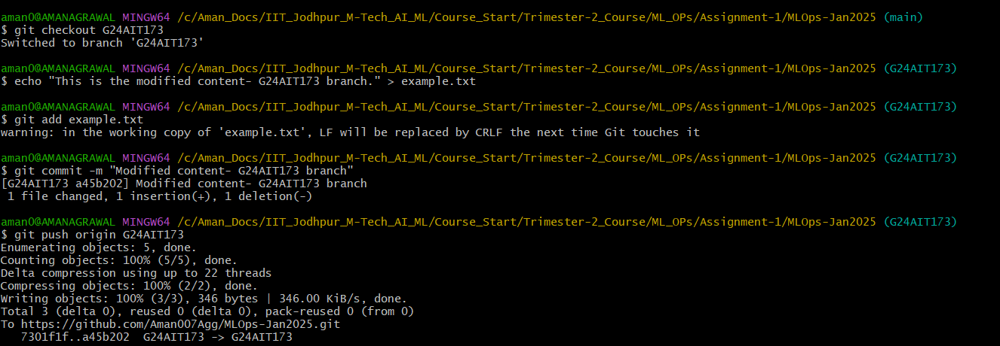 aman0@AMANAGRAWAL MINGW64 /c/Aman_Docs/IIT_Jodhpur_M-Tech_AI_ML/Course_Start/Trimester-2_Course/ML_OPs/Assignment-1/MLOps-Jan2025 (main)
$ git checkout G24AIT173
Switched to branch 'G24AIT173'
aman0@AMANAGRAWAL MINGW64 /c/Aman_Docs/IIT_Jodhpur_M-Tech_AI_ML/Course_Start/Trimester-2_Course/ML_OPs/Assignment-1/MLOps-Jan2025 (G24AIT173)
$ echo "This is the modified content- G24AIT173 branch." > example.txt
aman0@AMANAGRAWAL MINGW64 /c/Aman_Docs/IIT_Jodhpur_M-Tech_AI_ML/Course_Start/Trimester-2_Course/ML_OPs/Assignment-1/MLOps-Jan2025 (G24AIT173)
$ git add example.txt
warning: in the working copy of 'example.txt', LF will be replaced by CRLF the next time Git touches it
aman0@AMANAGRAWAL MINGW64 /c/Aman_Docs/IIT_Jodhpur_M-Tech_AI_ML/Course_Start/Trimester-2_Course/ML_OPs/Assignment-1/MLOps-Jan2025 (G24AIT173)
$ git commit -m "Modified content- G24AIT173 branch"
[G24AIT173 a45b202] Modified content- G24AIT173 branch
1 file changed, 1 insertion(+), 1 deletion(-)
aman0@AMANAGRAWAL MINGW64 /c/Aman_Docs/IIT_Jodhpur_M-Tech_AI_ML/Course_Start/Trimester-2_Course/ML_OPs/Assignment-1/MLOps-Jan2025 (G24AIT173)
$ git push origin G24AIT173
Enumerating objects: 5, done.
Counting objects: 100% (5/5), done.
Delta compression using up to 22 threads
Compressing objects: 100% (2/2), done.
Writing objects: 100% (3/3), 346 bytes | 346.00 KiB/s, done.
Total 3 (delta 0), reused 0 (delta 0), pack-reused 0 (from 0)
To https://github.com/Aman007Agg/MLOps-Jan2025.git
7301f1f..a45b202  G24AIT173 -> G24AIT173